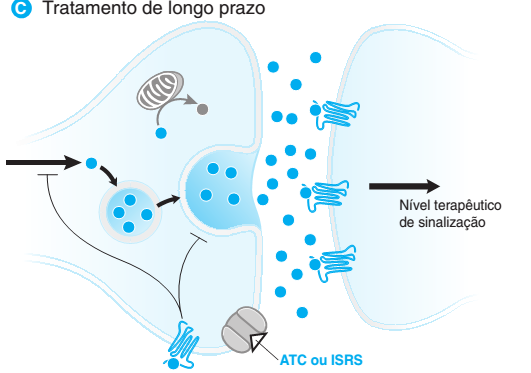 C Tratamento de longo prazo
Nível terapêutico
de sinalização
ATC ou ISRS